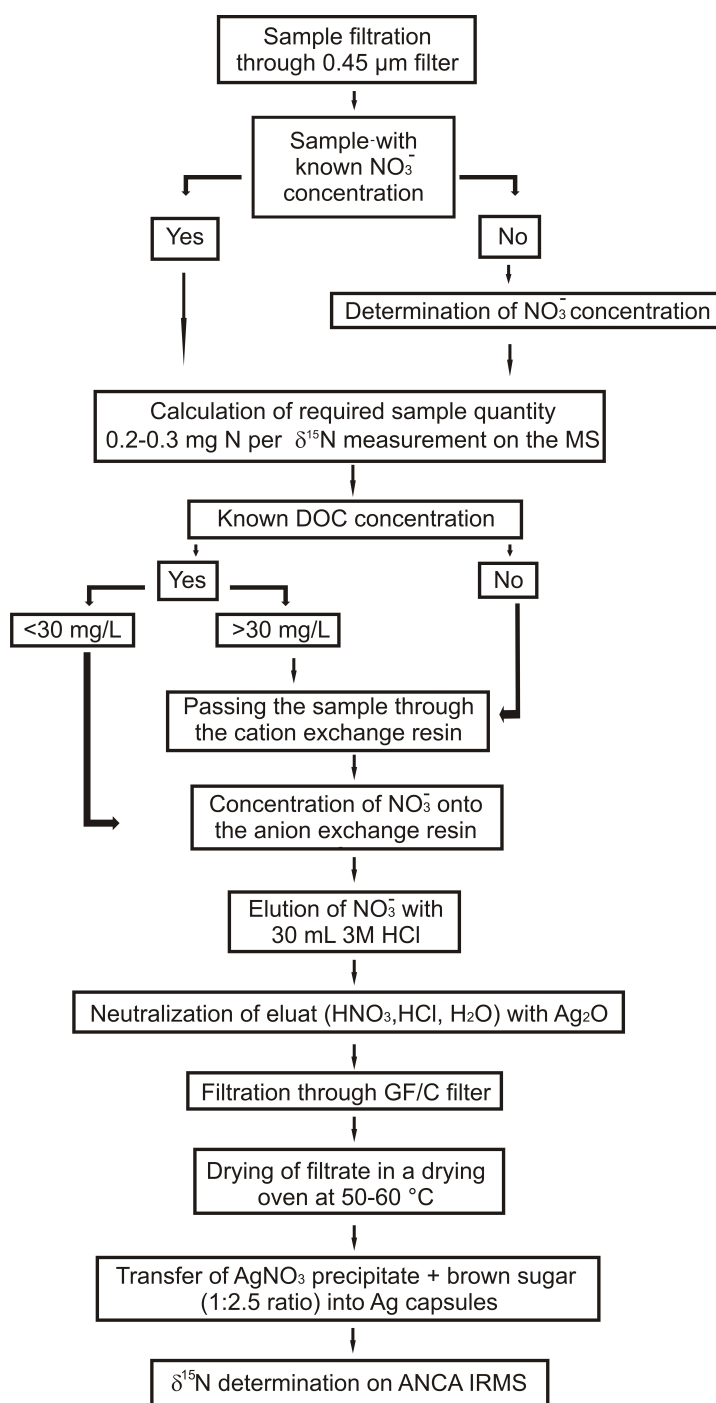 Sample filtration
through 0.45 µm filter
Sample-with
known NO₃⁻
concentration
Yes
No
Determination of NO₃⁻ concentration
Calculation of required sample quantity
0.2-0.3 mg N per δ¹⁵N measurement on the MS
Known DOC concentration
Yes
No
<30 mg/L
>30 mg/L
Passing the sample through
the cation exchange resin
Concentration of NO₃⁻ onto
the anion exchange resin
Elution of NO₃⁻ with
30 mL 3M HCl
Neutralization of eluat (HNO₃,HCl, H₂O) with Ag₂O
Filtration through GF/C filter
Drying of filtrate in a drying
oven at 50-60 °C
Transfer of AgNO₃ precipitate + brown sugar
(1:2.5 ratio) into Ag capsules
δ¹⁵N determination on ANCA IRMS